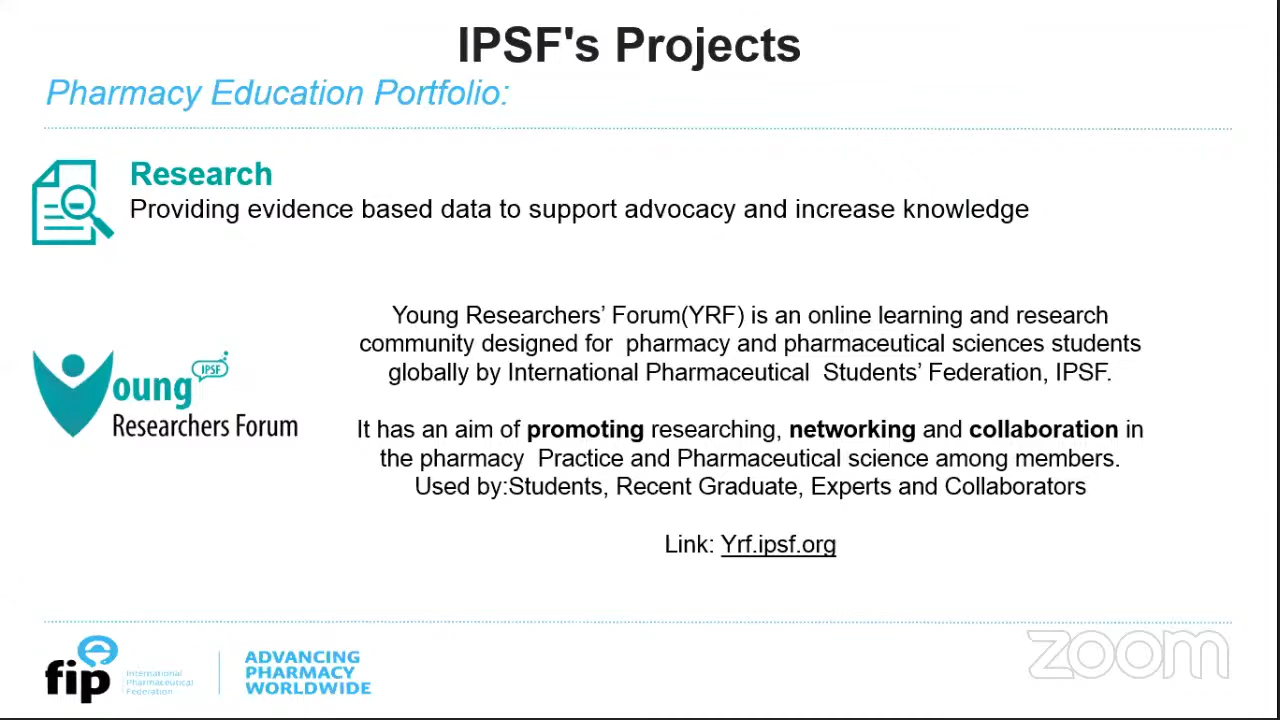 IPSF's Projects
Pharmacy Education Portfolio:
Research
Providing evidence based data to support advocacy and increase knowledge
Young Researchers’ Forum(YRF) is an online learning and research
community designed for pharmacy and pharmaceutical sciences students
globally by International Pharmaceutical Students’ Federation, IPSF.
IPSF
oung
Researchers Forum
It has an aim of promoting researching, networking and collaboration in
the pharmacy Practice and Pharmaceutical science among members.
Used by:Students, Recent Graduate, Experts and Collaborators
Link: Yrf.ipsf.org
fip
International
Pharmaceutical
Federation
ADVANCING
PHARMACY
WORLDWIDE
zoom